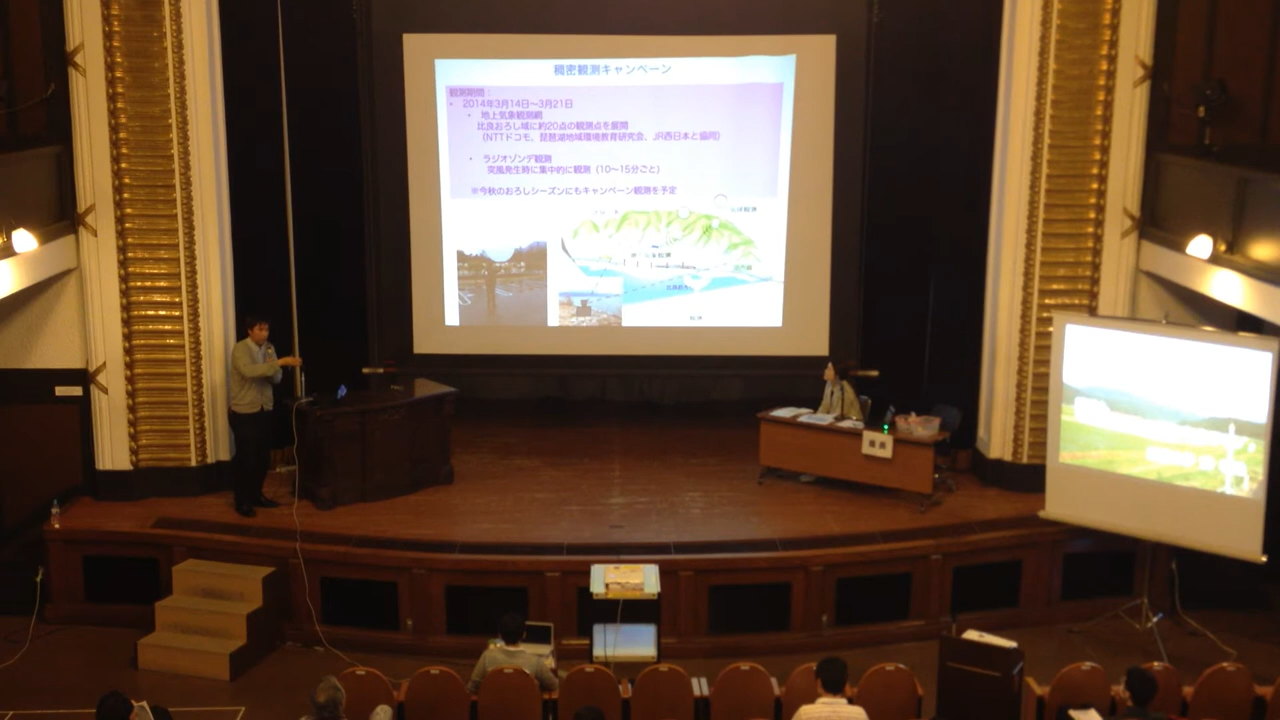 稠密観測キャンペーン
観測期間：
• 2014年3月14日〜3月21日
• 地上気象観測網
比良おろし域に約20点の観測点を展開
（NTTドコモ、琵琶湖地域環境教育研究会、JR西日本と協同）
• ラジオゾンデ観測
突風発生時に集中的に観測（10〜15分ごと）
※今秋のおろしシーズンにもキャンペーン観測を予定
座長